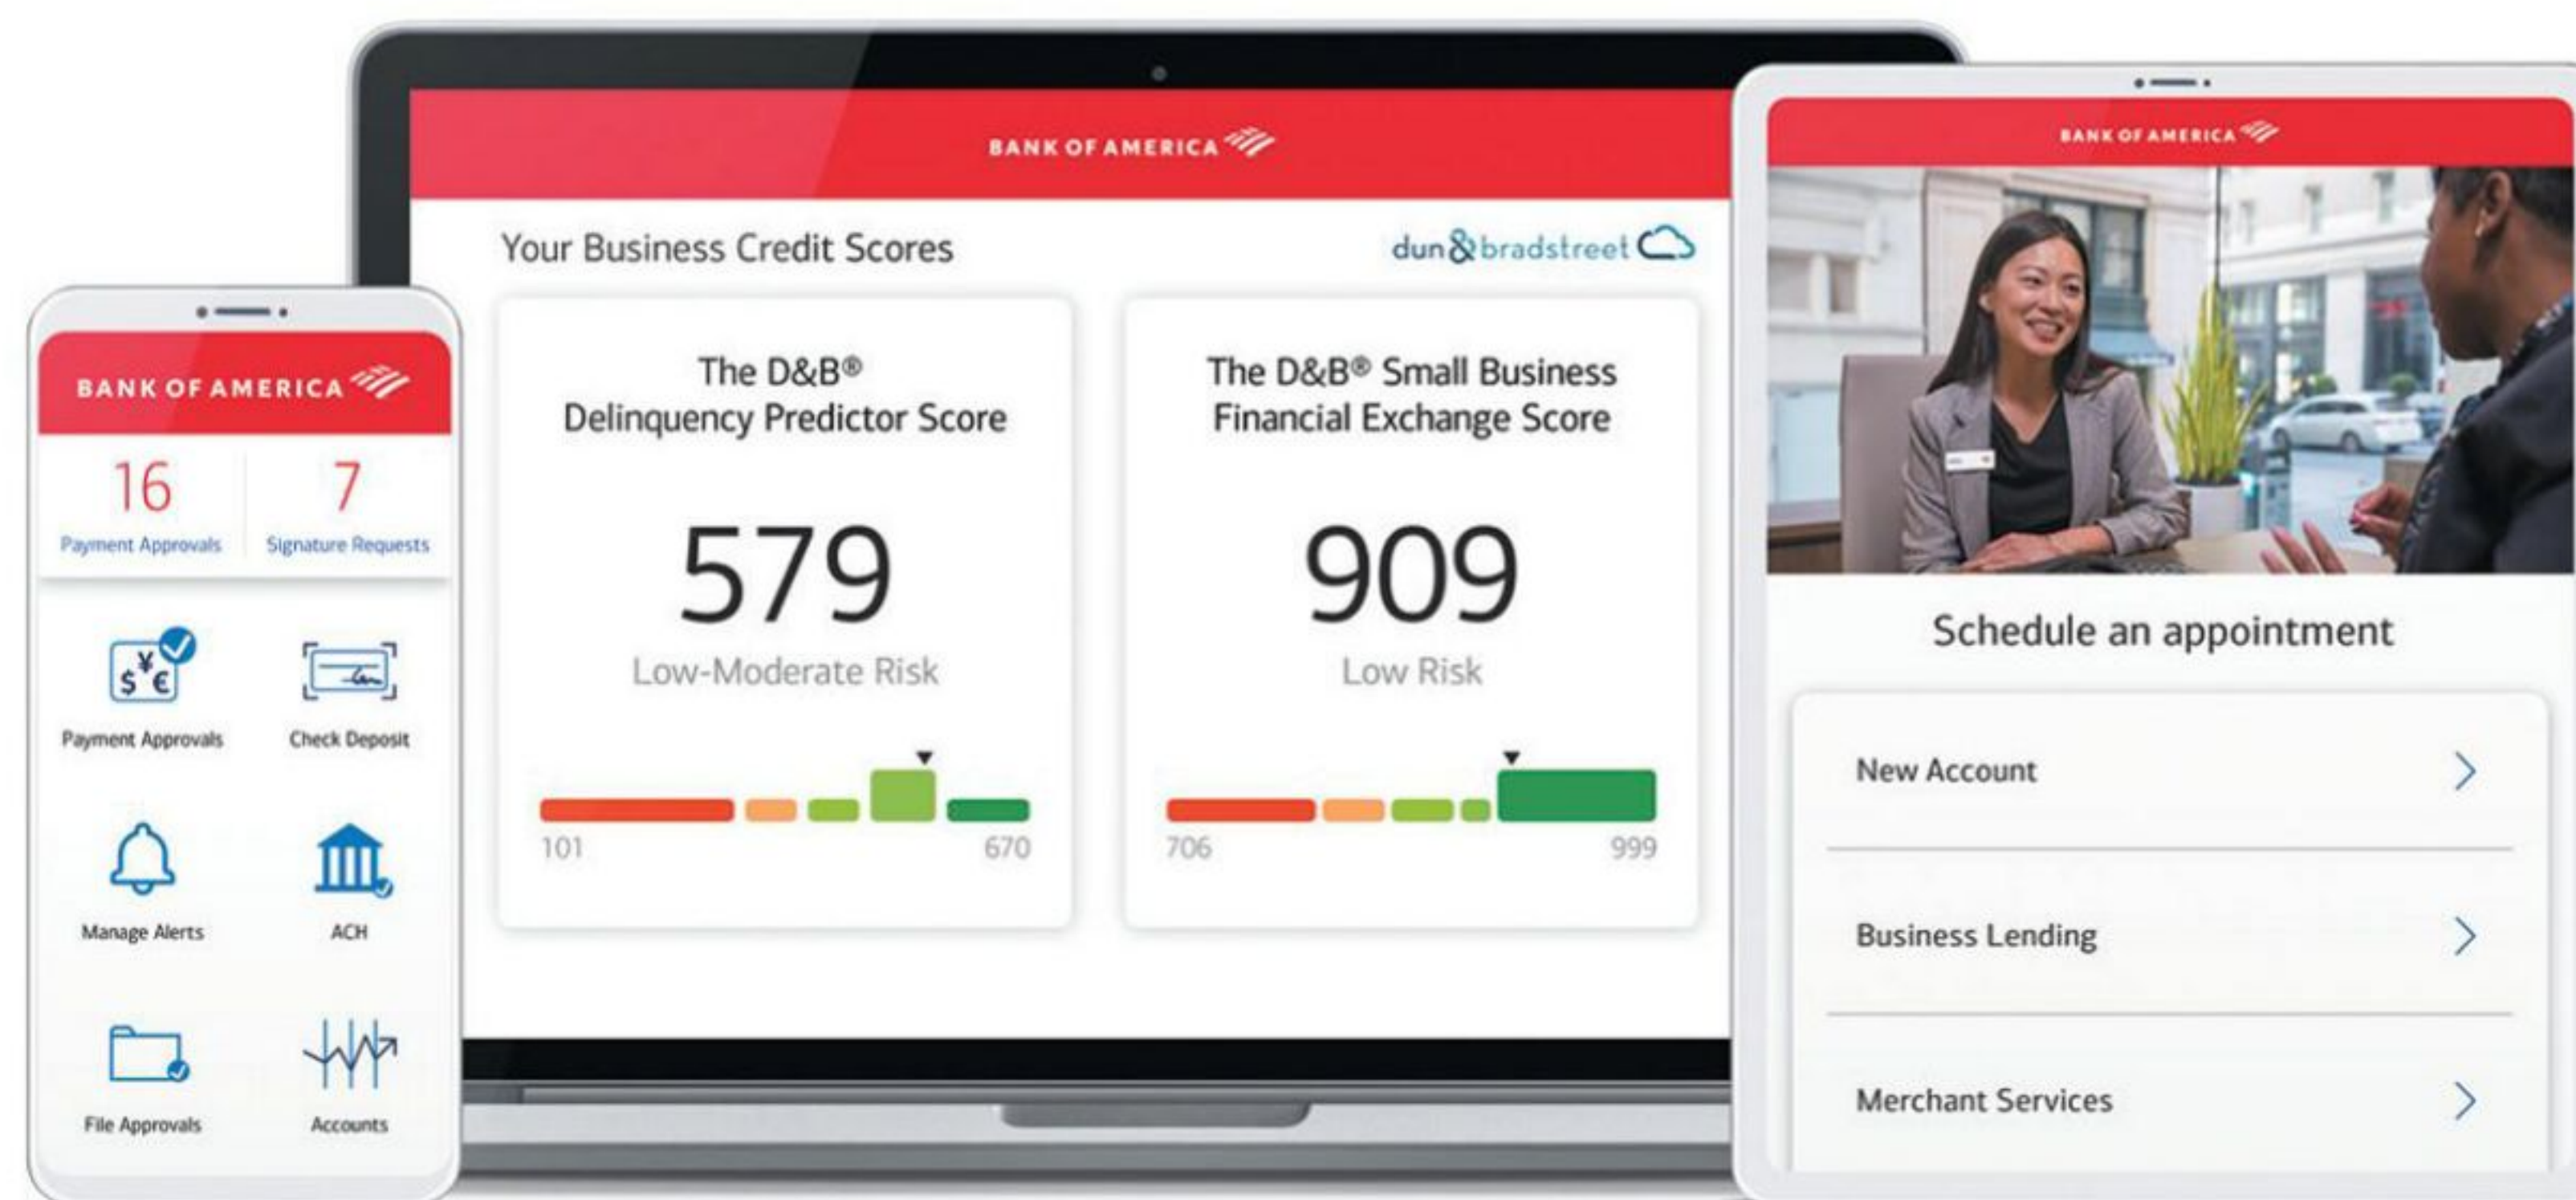 BANK OF AMERICA
16
7
Payment Approvals
Signature Requests
$ ¥ €
Payment Approvals
Check Deposit
Manage Alerts
ACH
File Approvals
Accounts
BANK OF AMERICA
Your Business Credit Scores
dun & bradstreet
The D&B®
Delinquency Predictor Score
579
Low-Moderate Risk
101
670
The D&B® Small Business
Financial Exchange Score
909
Low Risk
706
999
BANK OF AMERICA
Schedule an appointment
New Account
Business Lending
Merchant Services